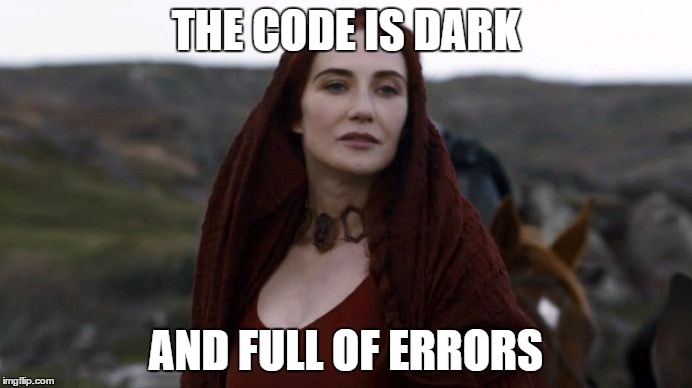 THE CODE IS DARK
AND FULL OF ERRORS
imgflip.com